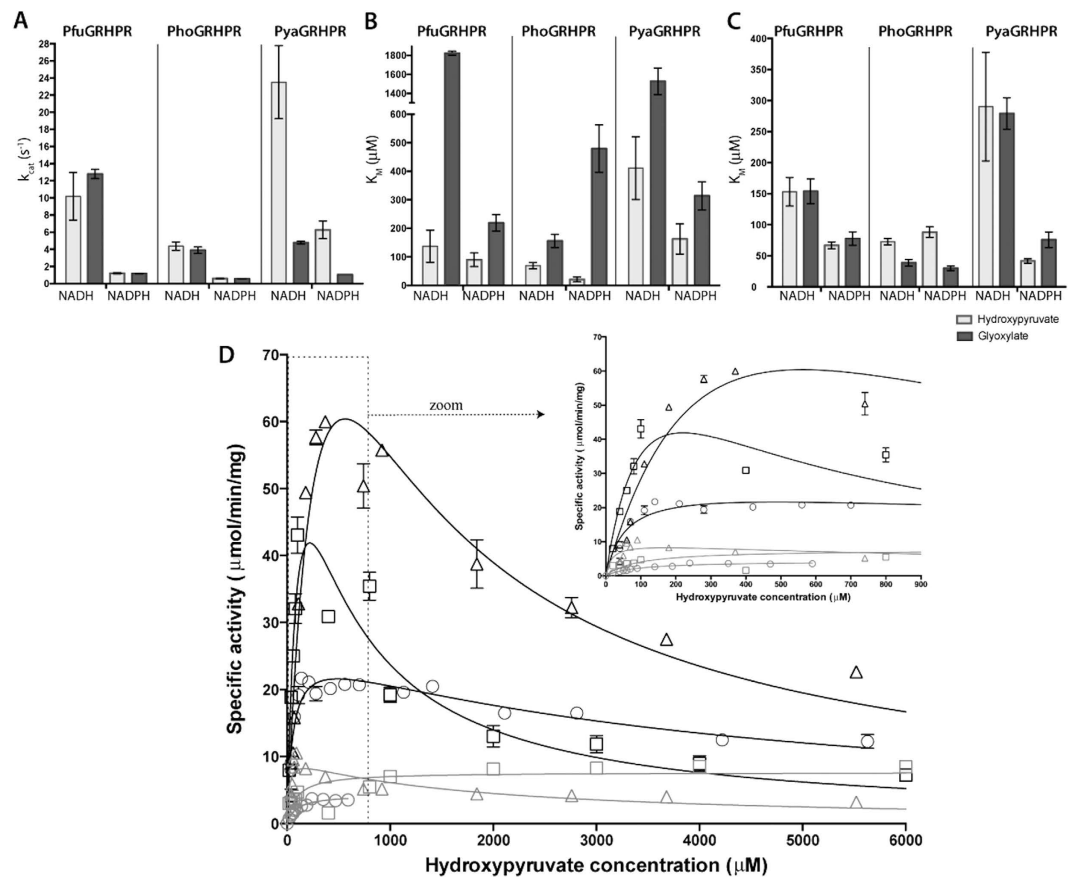 A
PfuGRHPR PhoGRHPR PyaGRHPR
28
26
24
22
20
18
16
14
12
10
8
6
4
2
0
kcat (s⁻¹)
NADH NADPH NADH NADPH NADH NADPH
B
PfuGRHPR PhoGRHPR PyaGRHPR
1800
1600
1400
1200
1000
600
500
400
300
200
100
0
KM (μM)
NADH NADPH NADH NADPH NADH NADPH
C
PfuGRHPR PhoGRHPR PyaGRHPR
400
350
300
250
200
150
100
50
0
KM (μM)
NADH NADPH NADH NADPH NADH NADPH
Hydroxypyruvate
Glyoxylate
D
70
60
50
40
30
20
10
0
Specific activity ( μmol/min/mg)
zoom
0 1000 2000 3000 4000 5000 6000
Hydroxypyruvate concentration (μM)
70
60
50
40
30
20
10
0
Specific activity ( μmol/min/mg)
0 100 200 300 400 500 600 700 800 900
Hydroxypyruvate concentration (μM)